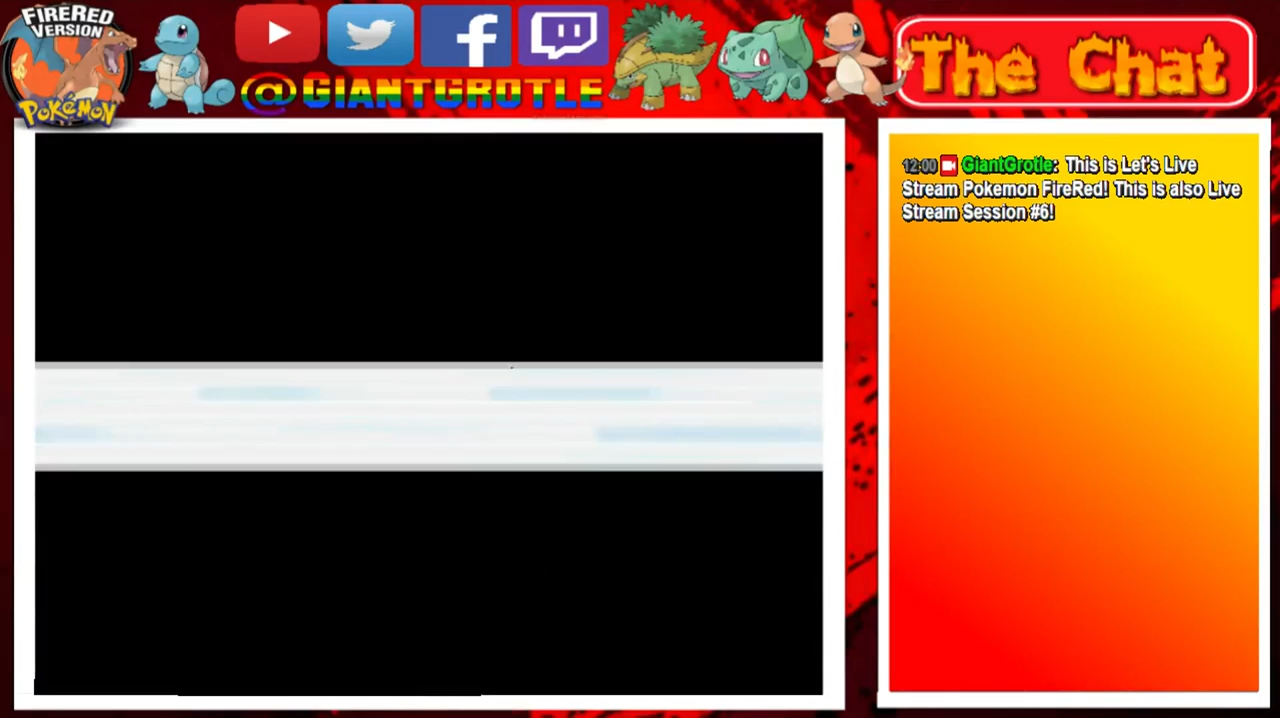 FIRERED
VERSION
POKéMON
@GIANTGROTLE
The Chat
12:00 GiantGrotle: This is Let's Live
Stream Pokemon FireRed! This is also Live
Stream Session #6!